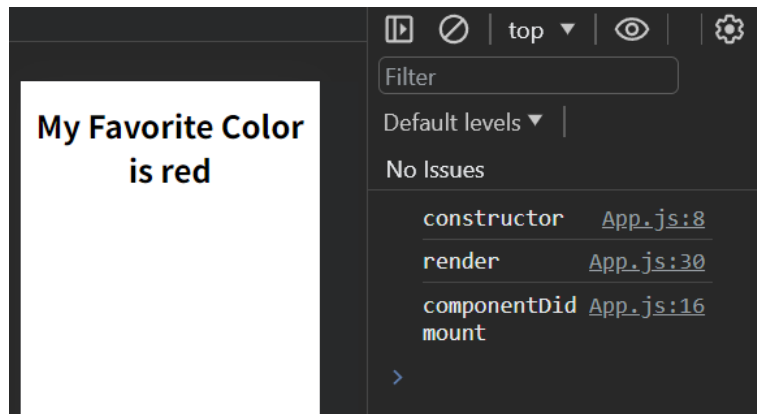 My Favorite Color
is red
top
Filter
Default levels
No Issues
constructor App.js:8
render App.js:30
componentDid App.js:16
mount